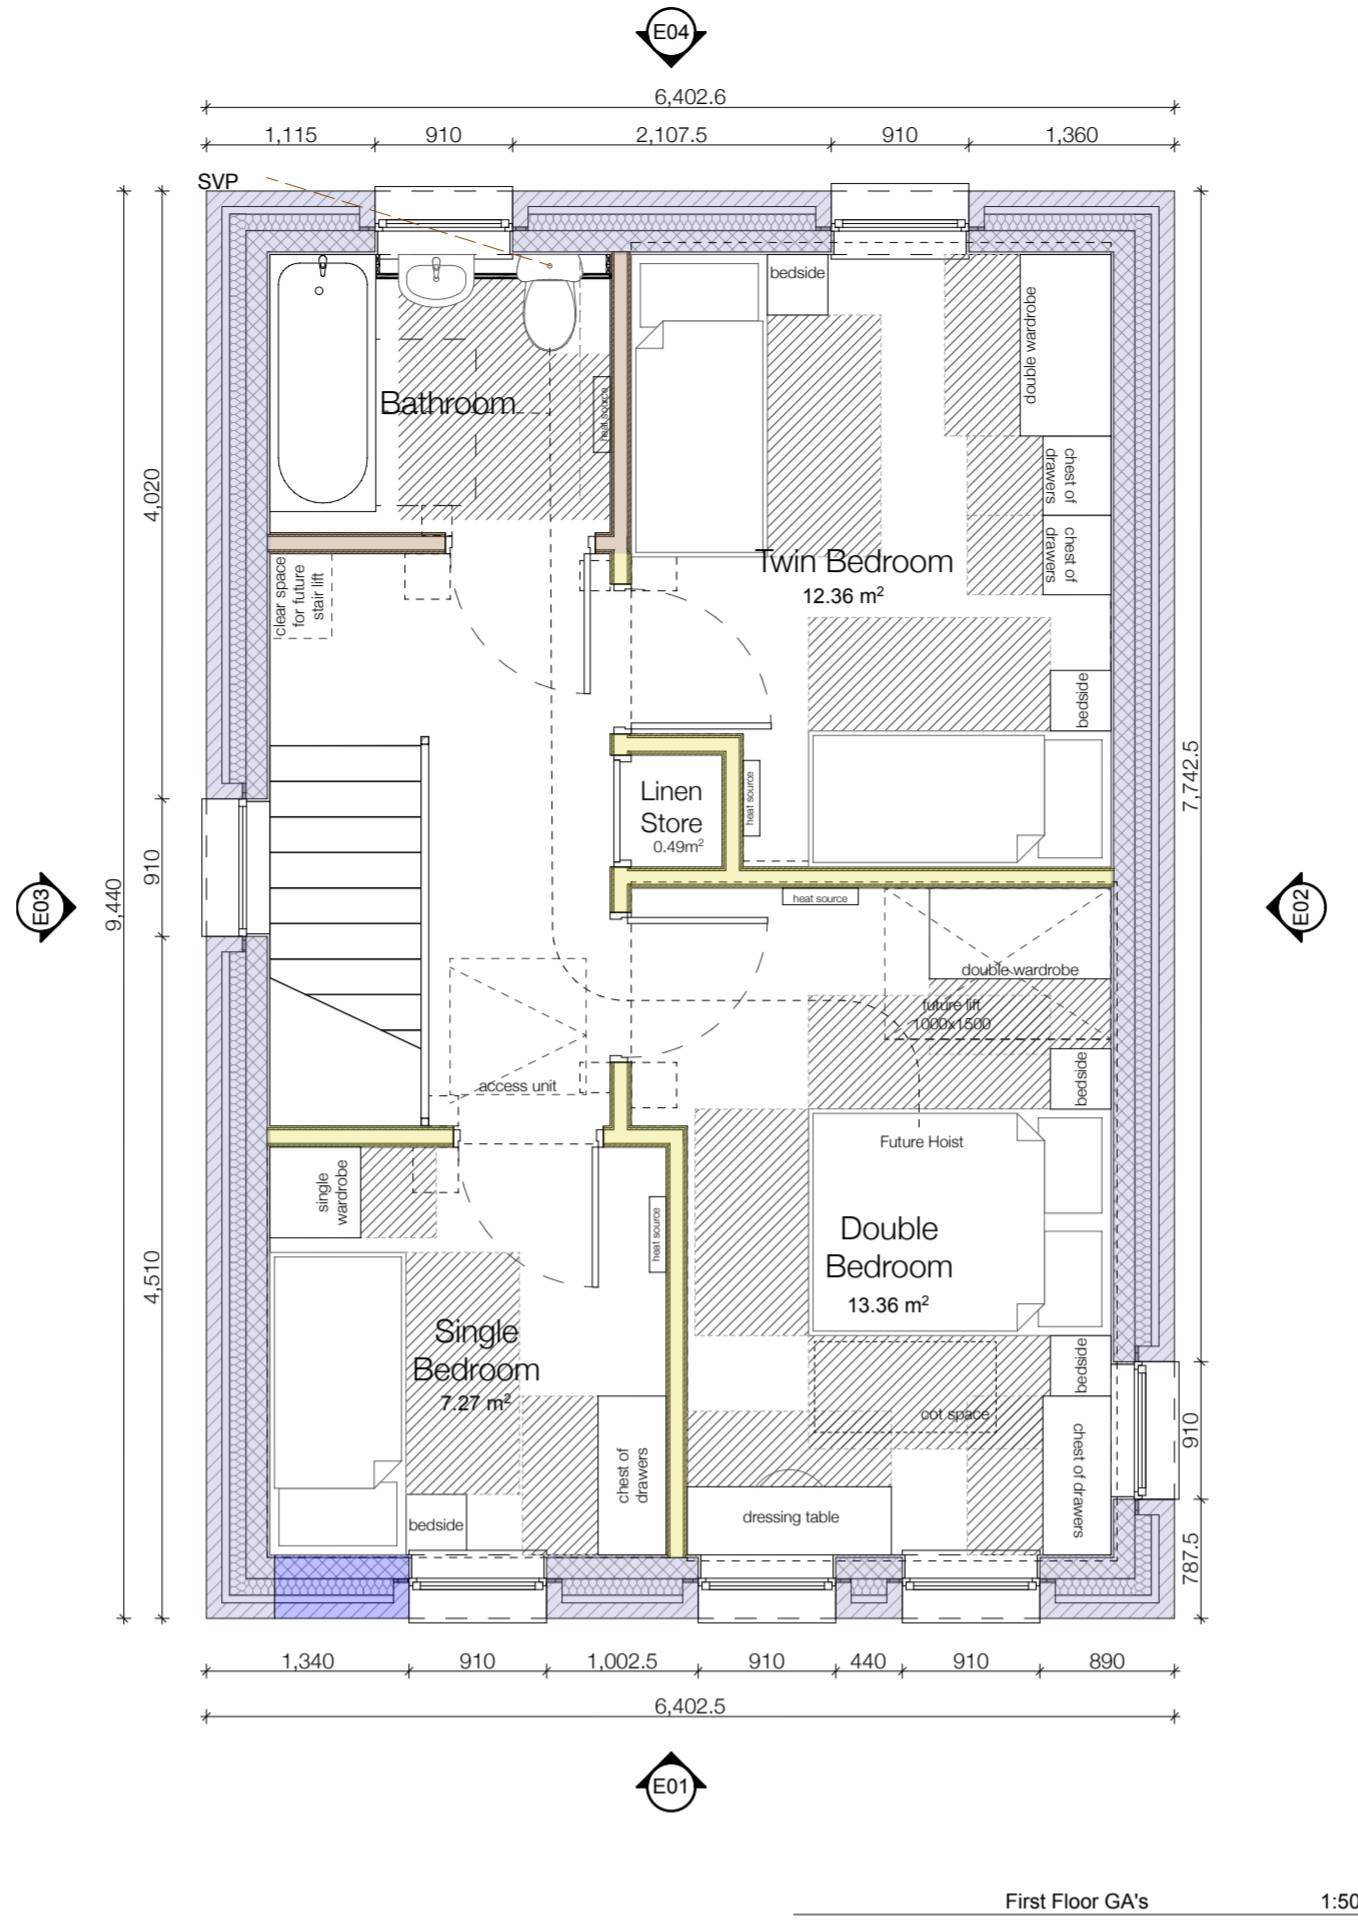 E04
6,402.6
1,115
910
2,107.5
910
1,360
SVP
bedside
double wardrobe
Bathroom
heat source
chest of
drawers
chest of
drawers
4,020
Twin Bedroom
12.36 m²
clear space
for future
stair lift
bedside
7,742.5
Linen
Store
0.49m²
heat source
910
9,440
E03
E02
heat source
double wardrobe
future lift
1000x1500
access unit
bedside
Future Hoist
single
wardrobe
heat source
Double
Bedroom
13.36 m²
4,510
Single
Bedroom
7.27 m²
bedside
cot space
910
chest of
drawers
chest of drawers
dressing table
bedside
787.5
1,340
910
1,002.5
910
440
910
890
6,402.5
E01
First Floor GA's
1:50